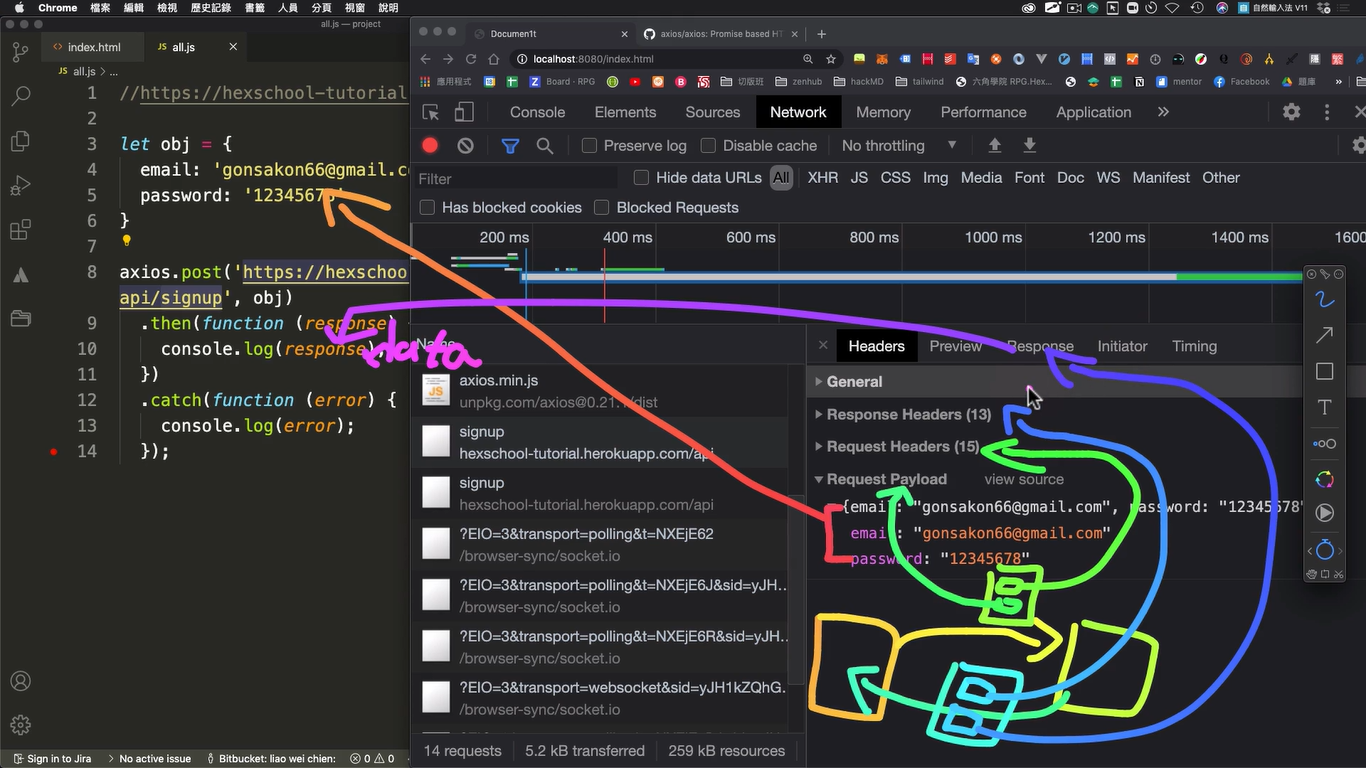 Chrome 檔案 編輯 檢視 歷史記錄 書籤 人員 分頁 視窗 說明 自然輸入法 V11
all.js — project
index.html
all.js
all.js > ...
1 //https://hexschool-tutorial
2
3 let obj = {
4 email: 'gonsakon66@gmail.co
5 password: '12345678'
6 }
7
8 axios.post('https://hexschoo
api/signup', obj)
9 .then(function (response)
10 console.log(response);
11 })
12 .catch(function (error) {
13 console.log(error);
14 });
data
Sign in to Jira
No active issue
Bitbucket: liao wei chien:
0 0
Documen1t
axios/axios: Promise based HT
localhost:8080/index.html
應用程式
Board - RPG
切版班
zenhub
hackMD
tailwind
六角學院 RPG.Hex...
mentor
Facebook
題庫
Console Elements Sources Network Memory Performance Application
Preserve log Disable cache No throttling
Filter
Hide data URLs All XHR JS CSS Img Media Font Doc WS Manifest Other
Has blocked cookies Blocked Requests
200 ms 400 ms 600 ms 800 ms 1000 ms 1200 ms 1400 ms 1600
Name
JS
axios.min.js
unpkg.com/axios@0.21.1/dist
signup
hexschool-tutorial.herokuapp.com/api
signup
hexschool-tutorial.herokuapp.com/api
?EIO=3&transport=polling&t=NXEjE62
/browser-sync/socket.io
?EIO=3&transport=polling&t=NXEjE6J&sid=yJH...
/browser-sync/socket.io
?EIO=3&transport=polling&t=NXEjE6R&sid=yJH...
/browser-sync/socket.io
?EIO=3&transport=websocket&sid=yJH1kZQhG.
/browser-sync/socket.io
14 requests 5.2 kB transferred 259 kB resources
Headers Preview Response Initiator Timing
General
Response Headers (13)
Request Headers (15)
Request Payload view source
{email: "gonsakon66@gmail.com", password: "12345678"
email: "gonsakon66@gmail.com"
password: "12345678"
T